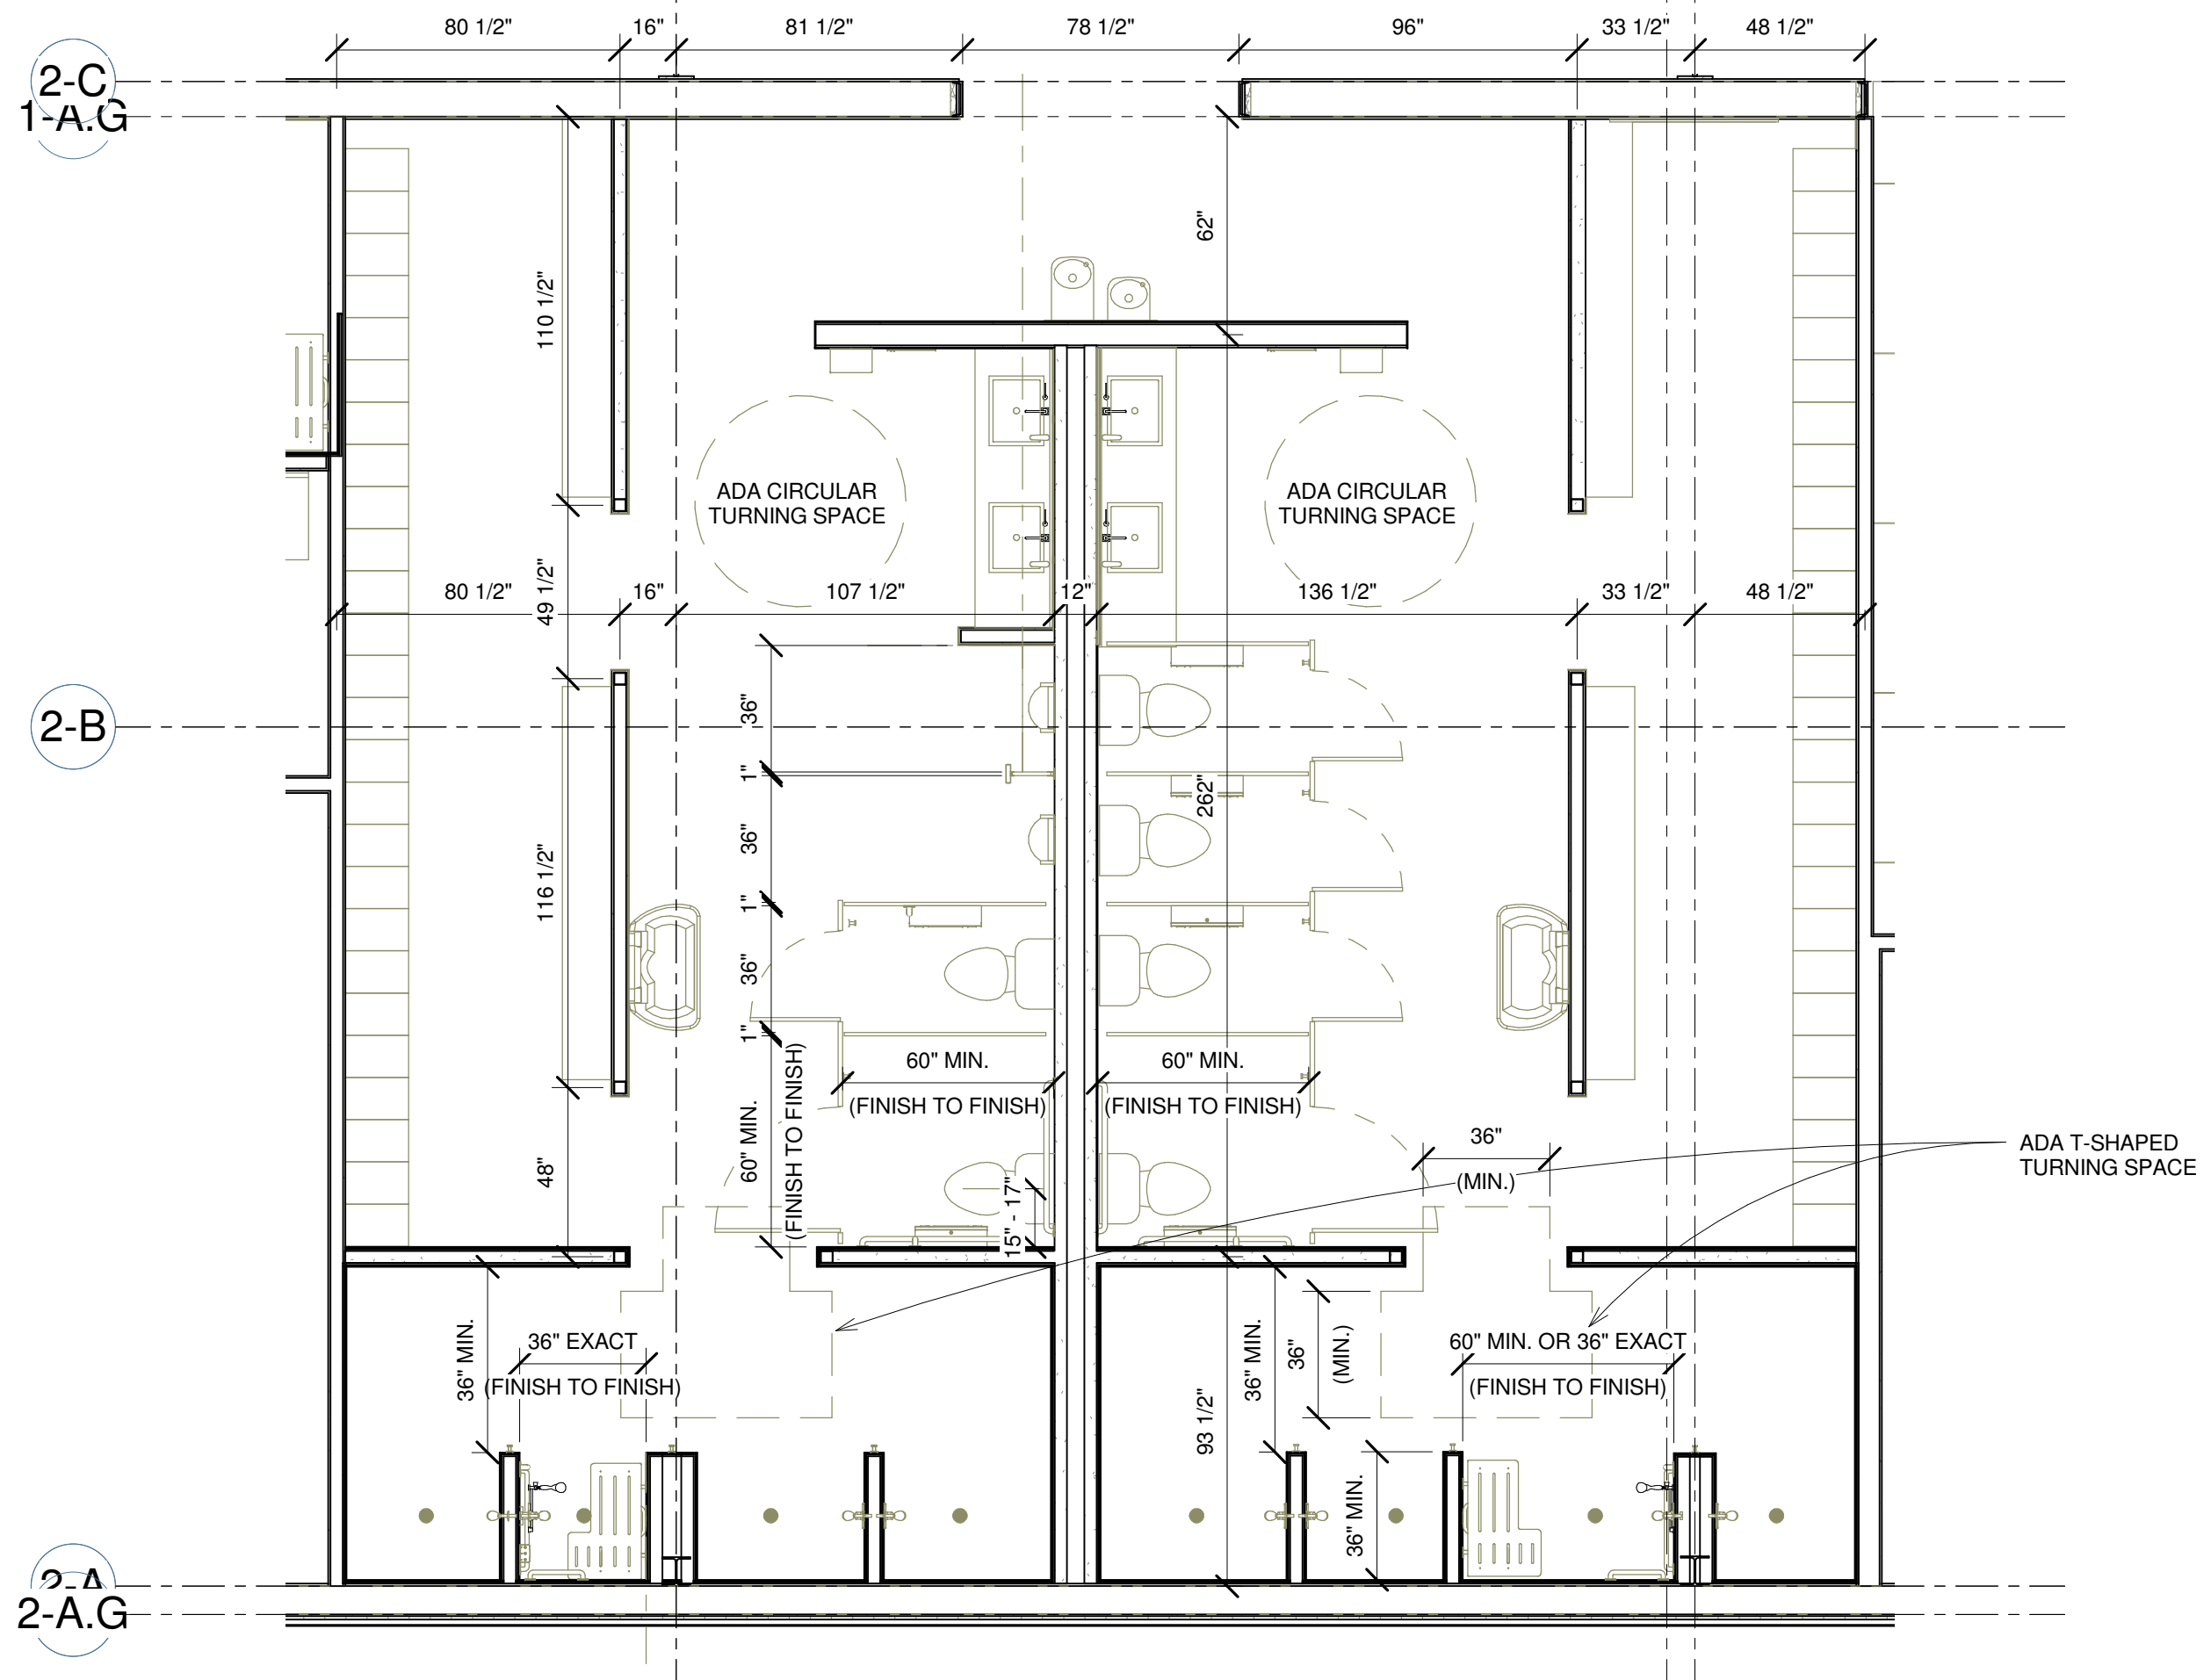 80 1/2"
16"
81 1/2"
78 1/2"
96"
33 1/2"
48 1/2"
2-C
1-A.G
62"
110 1/2"
ADA CIRCULAR
TURNING SPACE
ADA CIRCULAR
TURNING SPACE
80 1/2"
49 1/2"
16"
107 1/2"
12"
136 1/2"
33 1/2"
48 1/2"
2-B
36"
1"
262"
36"
116 1/2"
1"
36"
1"
60" MIN.
(FINISH TO FINISH)
60" MIN.
(FINISH TO FINISH)
60" MIN.
(FINISH TO FINISH)
48"
15" - 17"
36"
(MIN.)
ADA T-SHAPED
TURNING SPACE
36" MIN.
36" EXACT
(FINISH TO FINISH)
36" MIN.
36"
(MIN.)
60" MIN. OR 36" EXACT
(FINISH TO FINISH)
93 1/2"
36" MIN.
2-A
2-A.G